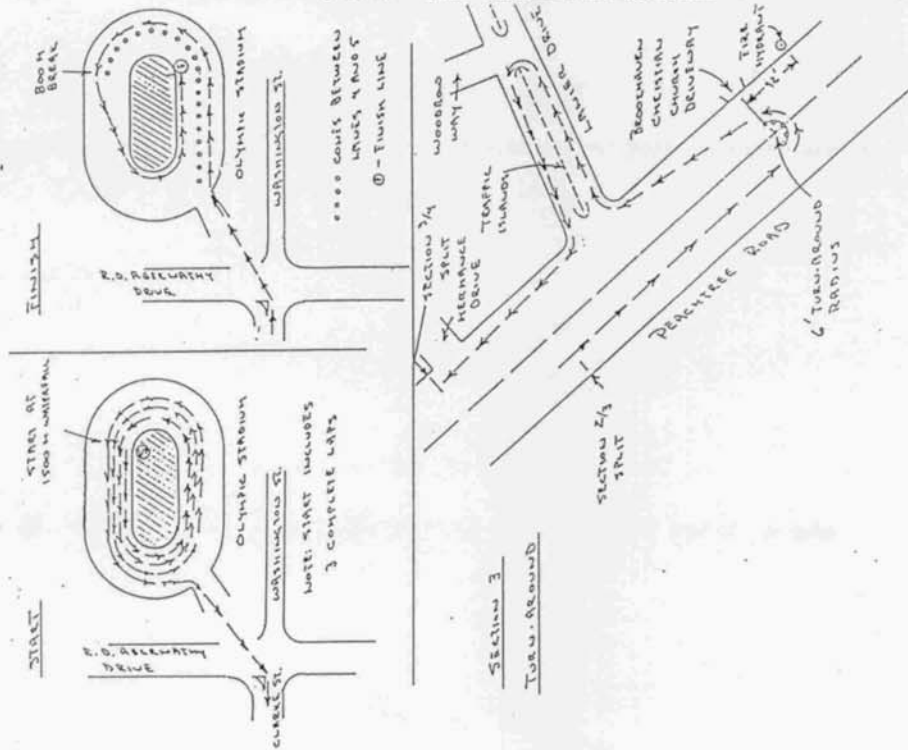 START
START AT
1500 M WATERFALL
OLYMPIC STADIUM
R.D. ABERNATHY
DRIVE
WASHINGTON ST.
CLARKE ST.
NOTE: START INCLUDES
3 COMPLETE LAPS
FINISH
800 M
BREAK
OLYMPIC STADIUM
R.D. ABERNATHY
DRIVE
WASHINGTON ST.
CONES BETWEEN
LANES 4 AND 5
- FINISH LINE
SECTION 3
TURN-AROUND
SECTION 2/3
SPLIT
SECTION 3/4
SPLIT
HERMANCE
DRIVE
TRAFFIC
ISLANDS
WOODROW
WAY
LANIER DRIVE
BROOKHAVEN
CHRISTIAN
CHURCH
DRIVEWAY
FIRE
HYDRANT
PEACHTREE ROAD
6' TURN-AROUND
RADIUS